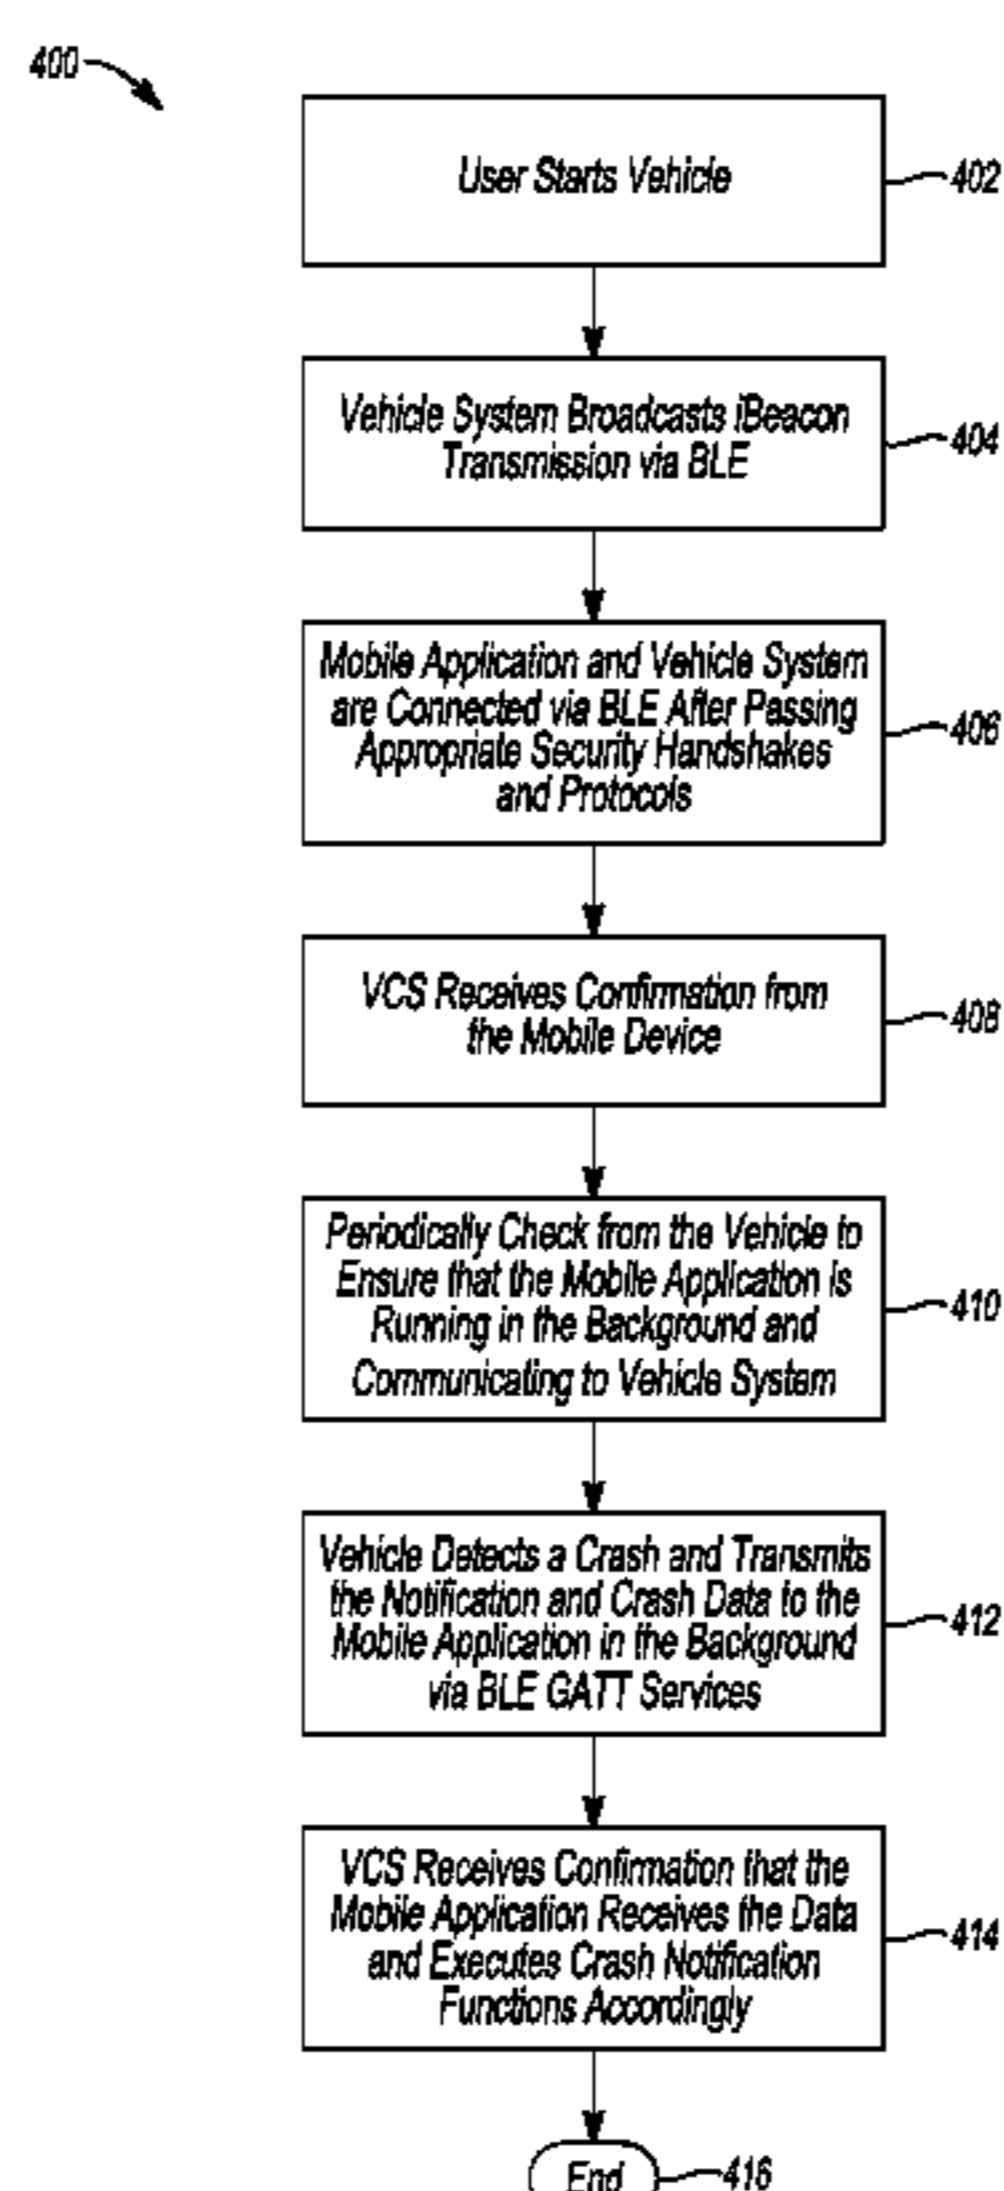 400
User Starts Vehicle
402
Vehicle System Broadcasts iBeacon
Transmission via BLE
404
Mobile Application and Vehicle System
are Connected via BLE After Passing
Appropriate Security Handshakes
and Protocols
406
VCS Receives Confirmation from
the Mobile Device
408
Periodically Check from the Vehicle to
Ensure that the Mobile Application is
Running in the Background and
Communicating to Vehicle System
410
Vehicle Detects a Crash and Transmits
the Notification and Crash Data to the
Mobile Application in the Background
via BLE GATT Services
412
VCS Receives Confirmation that the
Mobile Application Receives the Data
and Executes Crash Notification
Functions Accordingly
414
End
416